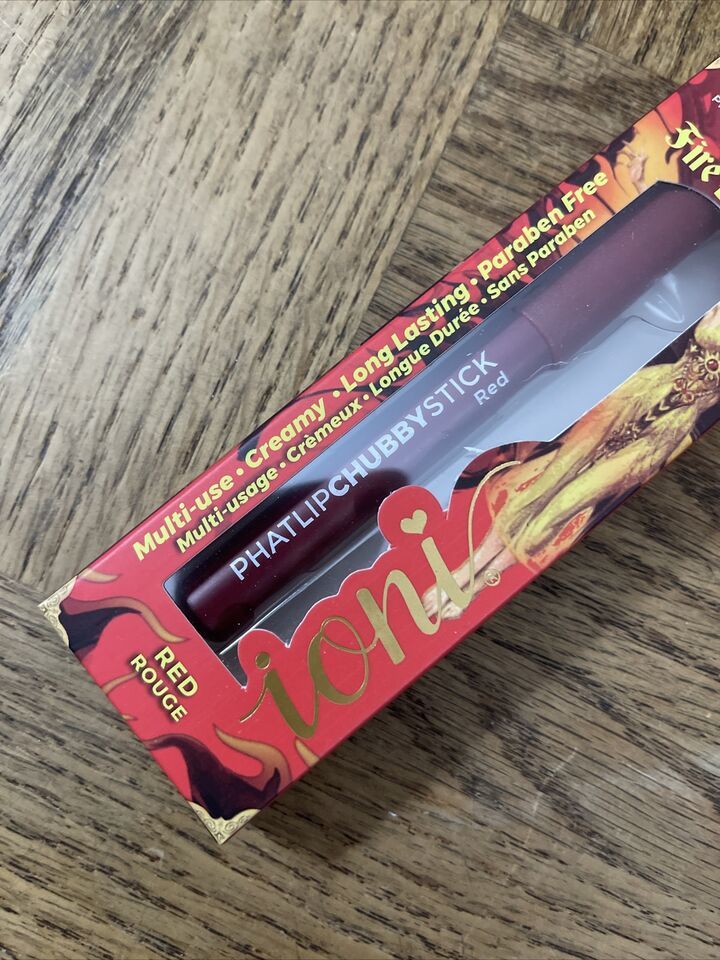 Fire
Multi-use • Creamy • Long Lasting • Paraben Free
Multi-usage • Crèmeux • Longue Durée • Sans Paraben
PHATLIPCHUBBYSTICK
Red
ioni®
RED
ROUGE